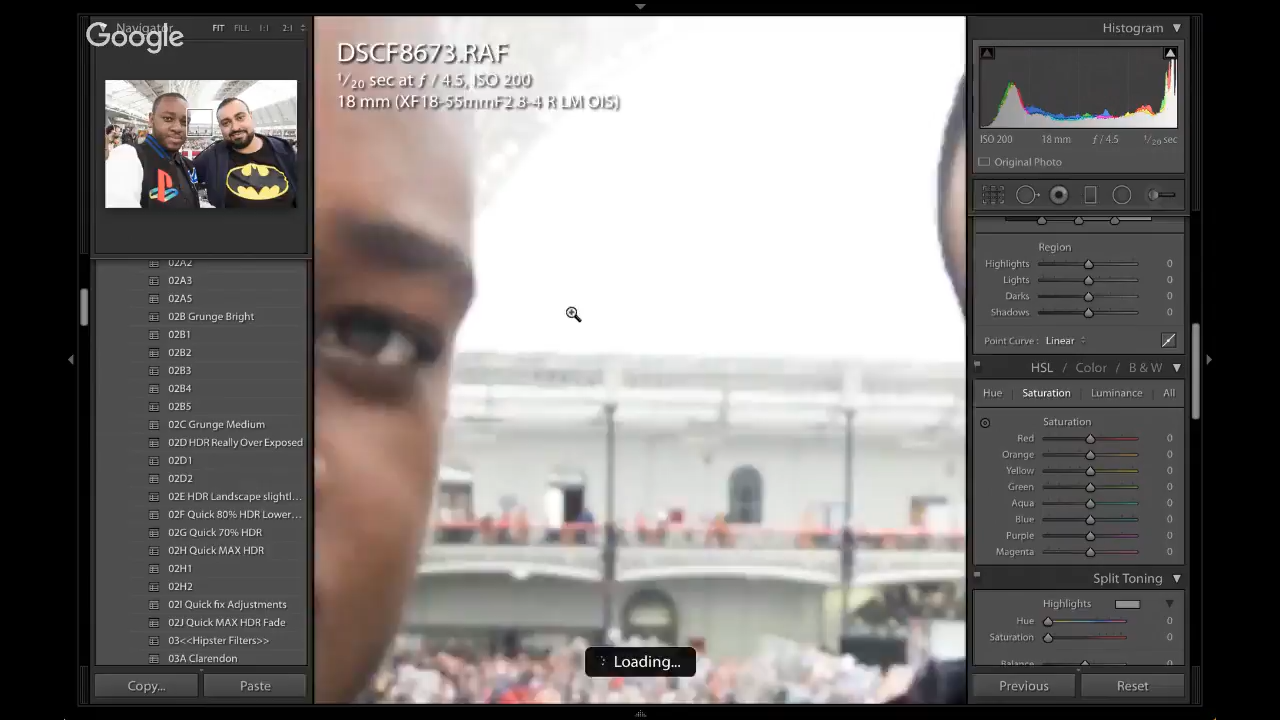 Navigator FIT FILL 1:1 2:1
Google
DSCF8673.RAF
1/20 sec at ƒ / 4.5, ISO 200
18 mm (XF18-55mmF2.8-4 R LM OIS)
Histogram
ISO 200 18 mm ƒ / 4.5 1/20 sec
Original Photo
02A2
02A3
02A5
02B Grunge Bright
02B1
02B2
02B3
02B4
02B5
02C Grunge Medium
02D HDR Really Over Exposed
02D1
02D2
02E HDR Landscape slightl...
02F Quick 80% HDR Lower...
02G Quick 70% HDR
02H Quick MAX HDR
02H1
02H2
02I Quick fix Adjustments
02J Quick MAX HDR Fade
03<<Hipster Filters>>
03A Clarendon
Copy... Paste
Loading...
Region
Highlights 0
Lights 0
Darks 0
Shadows 0
Point Curve : Linear
HSL / Color / B & W
Hue Saturation Luminance All
Saturation
Red 0
Orange 0
Yellow 0
Green 0
Aqua 0
Blue 0
Purple 0
Magenta 0
Split Toning
Highlights
Hue 0
Saturation 0
Balance
Previous Reset